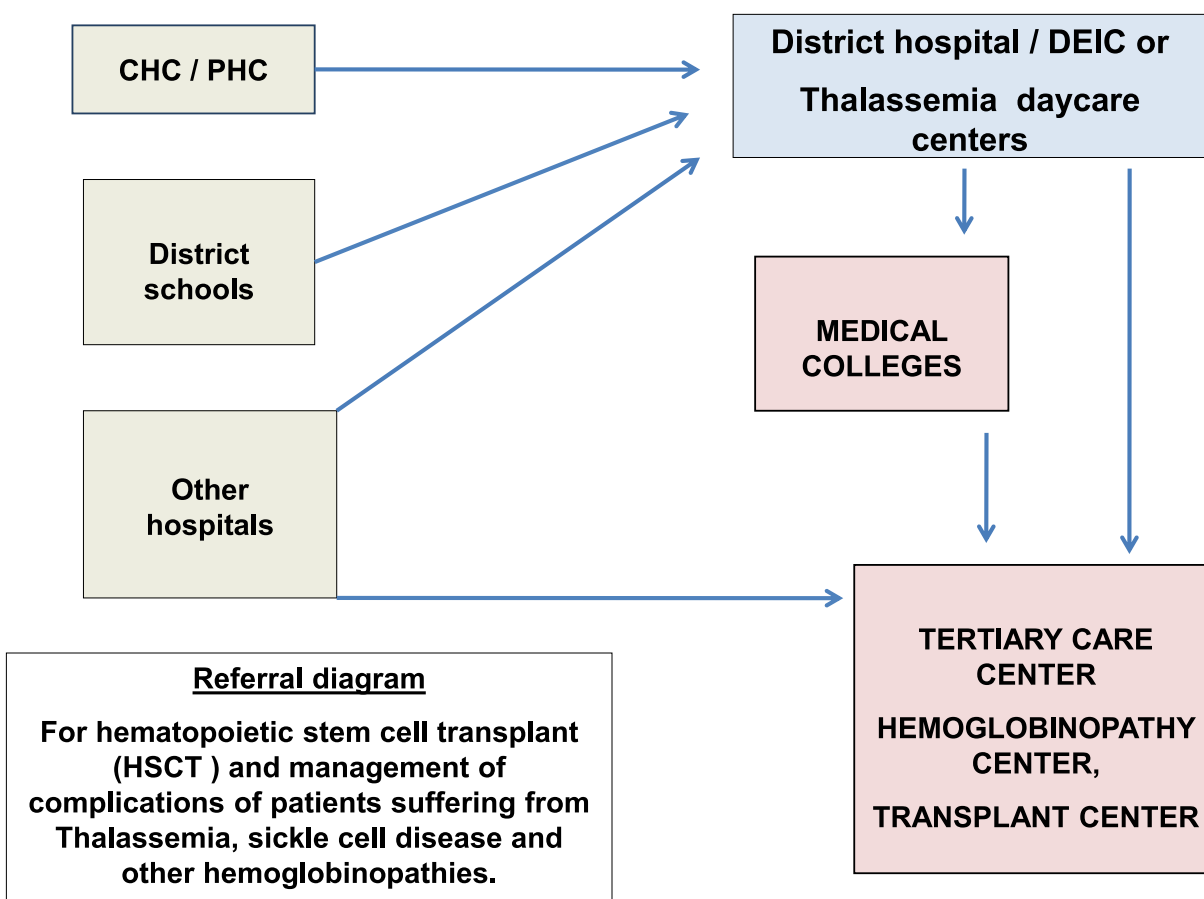 CHC / PHC
District hospital / DEIC or
Thalassemia daycare
centers
District
schools
MEDICAL
COLLEGES
Other
hospitals
TERTIARY CARE
CENTER
HEMOGLOBINOPATHY
CENTER,
TRANSPLANT CENTER
Referral diagram
For hematopoietic stem cell transplant
(HSCT ) and management of
complications of patients suffering from
Thalassemia, sickle cell disease and
other hemoglobinopathies.